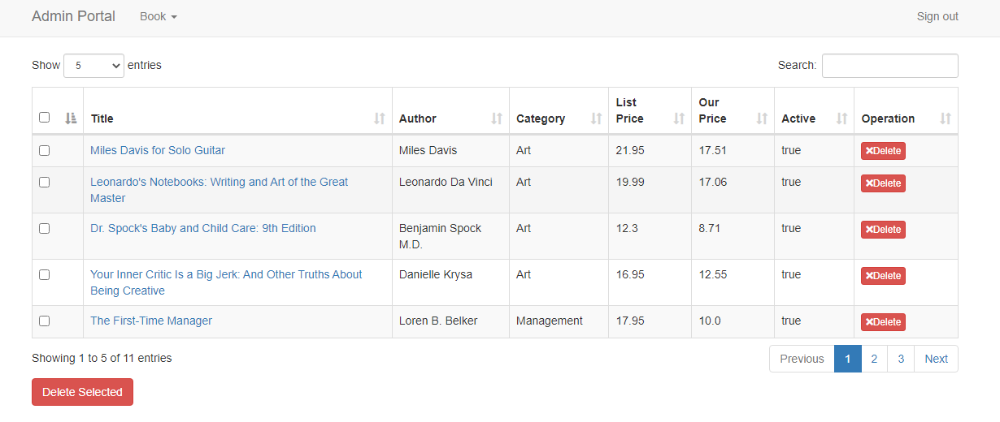 Admin Portal Book Sign out
Show 5 entries Search:
Title Author Category List Price Our Price Active Operation
Miles Davis for Solo Guitar Miles Davis Art 21.95 17.51 true Delete
Leonardo's Notebooks: Writing and Art of the Great Leonardo Da Vinci Art 19.99 17.06 true Delete
Master
Dr. Spock's Baby and Child Care: 9th Edition Benjamin Spock Art 12.3 8.71 true Delete
M.D.
Your Inner Critic Is a Big Jerk: And Other Truths About Danielle Krysa Art 16.95 12.55 true Delete
Being Creative
The First-Time Manager Loren B. Belker Management 17.95 10.0 true Delete
Showing 1 to 5 of 11 entries Previous 1 2 3 Next
Delete Selected